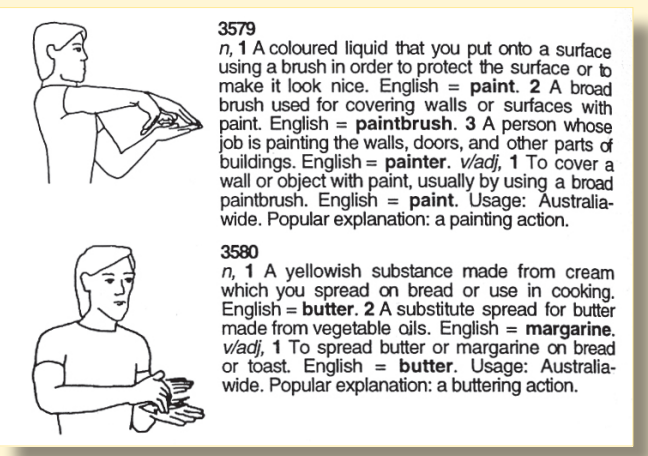 3579
n, 1 A coloured liquid that you put onto a surface
using a brush in order to protect the surface or to
make it look nice. English = paint. 2 A broad
brush used for covering walls or surfaces with
paint. English = paintbrush. 3 A person whose
job is painting the walls, doors, and other parts of
buildings. English = painter. v/adj, 1 To cover a
wall or object with paint, usually by using a broad
paintbrush. English = paint. Usage: Australia-
wide. Popular explanation: a painting action.
3580
n, 1 A yellowish substance made from cream
which you spread on bread or use in cooking.
English = butter. 2 A substitute spread for butter
made from vegetable oils. English = margarine.
v/adj, 1 To spread butter or margarine on bread
or toast. English = butter. Usage: Australia-
wide. Popular explanation: a buttering action.